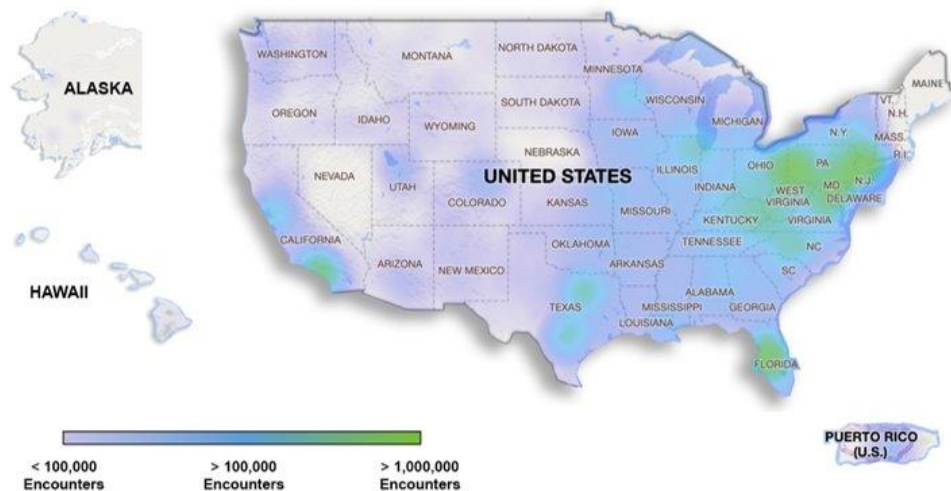 ALASKA
HAWAII
WASHINGTON
OREGON
CALIFORNIA
NEVADA
IDAHO
MONTANA
WYOMING
UTAH
ARIZONA
COLORADO
NEW MEXICO
NORTH DAKOTA
SOUTH DAKOTA
NEBRASKA
UNITED STATES
KANSAS
OKLAHOMA
TEXAS
MINNESOTA
IOWA
MISSOURI
ARKANSAS
LOUISIANA
WISCONSIN
ILLINOIS
MICHIGAN
INDIANA
OHIO
KENTUCKY
TENNESSEE
MISSISSIPPI
ALABAMA
GEORGIA
FLORIDA
SC
NC
VIRGINIA
WEST
VIRGINIA
MD
DELAWARE
N.J.
PA
N.Y.
VT.
N.H.
MAINE
MASS.
R.I.
PUERTO RICO
(U.S.)
< 100,000
Encounters
> 100,000
Encounters
> 1,000,000
Encounters